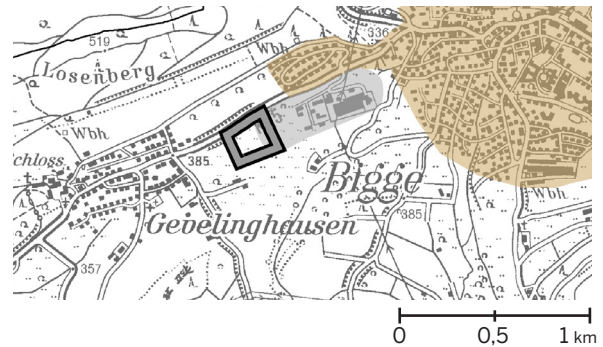 519
336
Wbh
Losenberg
Wbh
chloss
385
Bigge
385
Wbh
Gevelinghausen
357
0 0,5 1 km